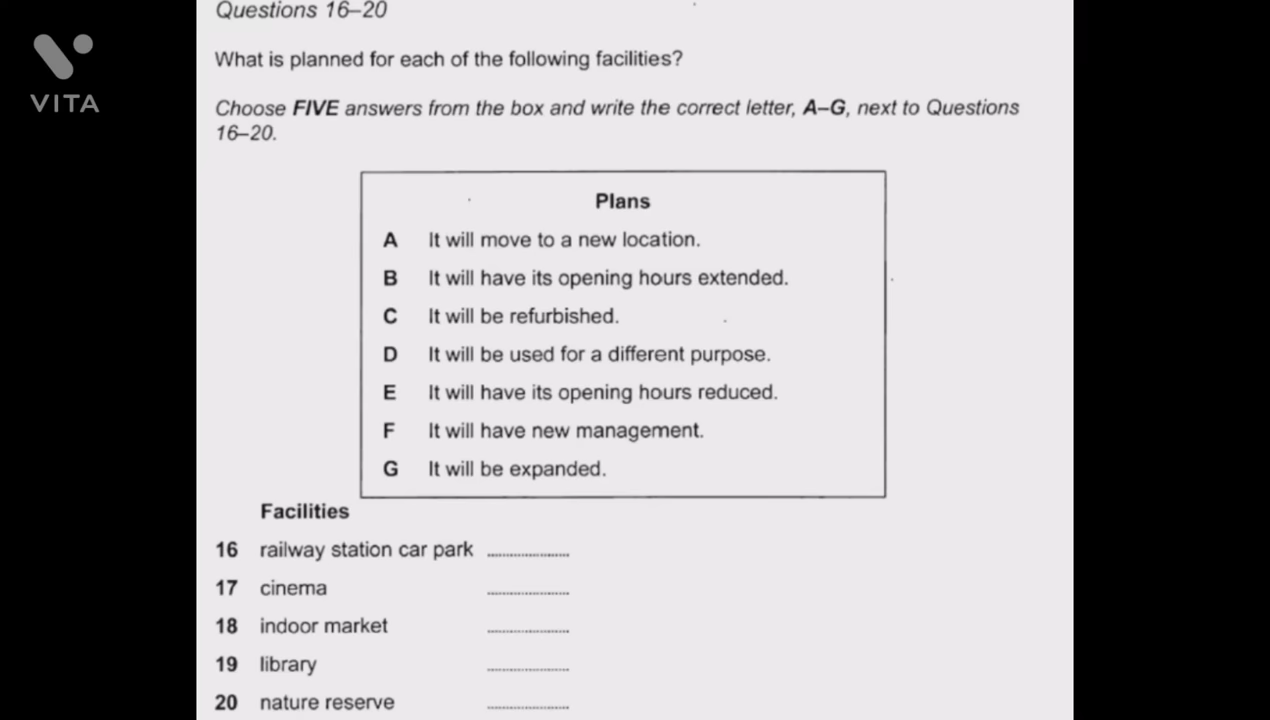 Questions 16–20
VITA
What is planned for each of the following facilities?
Choose FIVE answers from the box and write the correct letter, A–G, next to Questions
16–20.
Plans
A It will move to a new location.
B It will have its opening hours extended.
C It will be refurbished.
D It will be used for a different purpose.
E It will have its opening hours reduced.
F It will have new management.
G It will be expanded.
Facilities
16 railway station car park ....................
17 cinema ....................
18 indoor market ....................
19 library ....................
20 nature reserve ....................